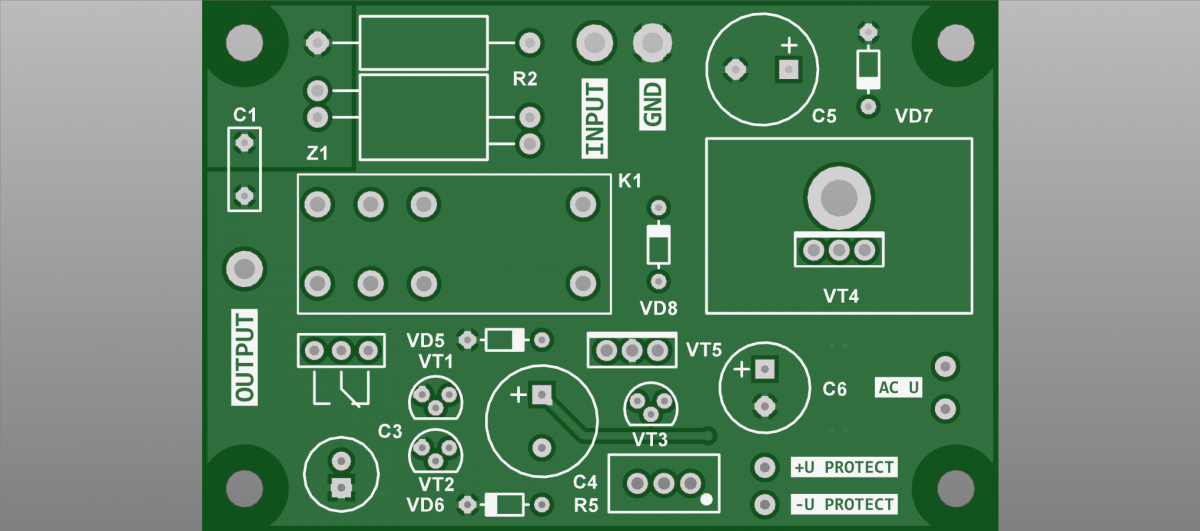 R2
C1
INPUT
GND
C5
VD7
Z1
K1
VD8
VT4
OUTPUT
VD5
VT1
VT5
AC U
C6
C3
VT3
+U PROTECT
VT2
C4
VD6
R5
-U PROTECT